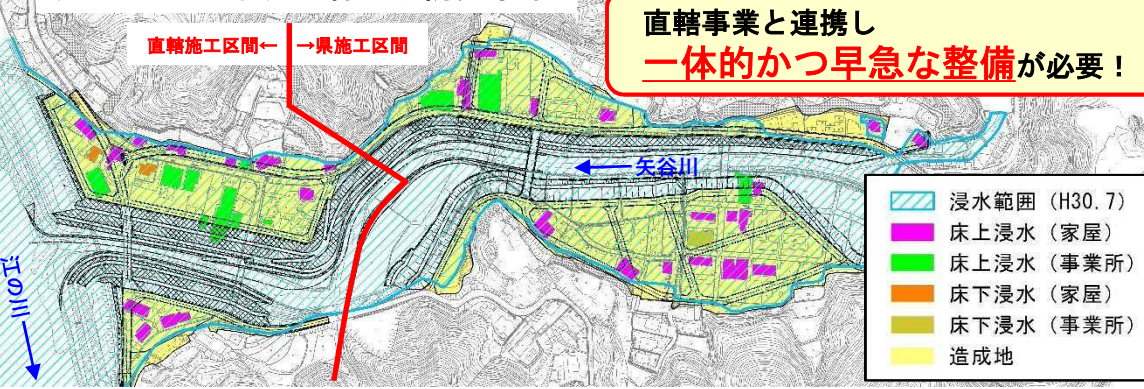 直轄事業と連携し
一体的かつ早急な整備が必要！
直轄施工区間← →県施工区間
←矢谷川
江の川→
浸水範囲（H30.7）
床上浸水（家屋）
床上浸水（事業所）
床下浸水（家屋）
床下浸水（事業所）
造成地